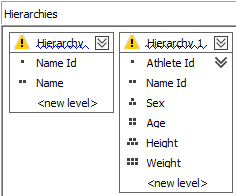 Hierarchies
Hierarchy
Name Id
Name
<new level>
Hierarchy 1
Athlete Id
Name Id
Sex
Age
Height
Weight
<new level>